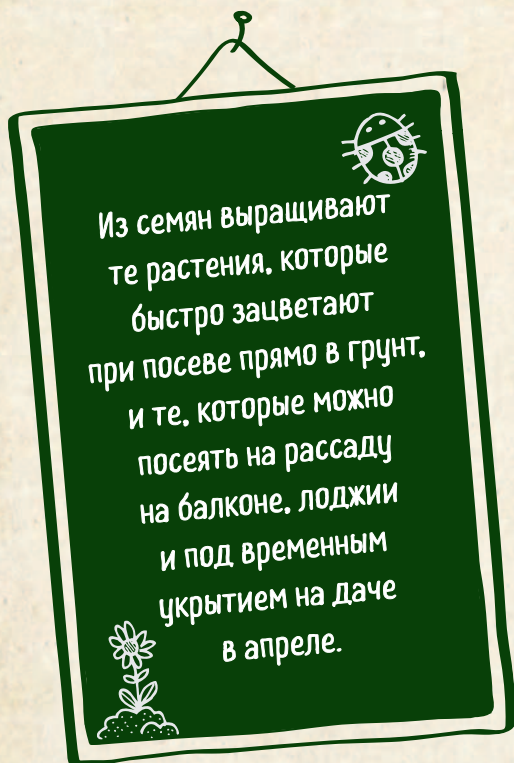 Из семян выращивают
те растения, которые
быстро зацветают
при посеве прямо в грунт,
и те, которые можно
посеять на рассаду
на балконе, лоджии
и под временным
укрытием на даче
в апреле.